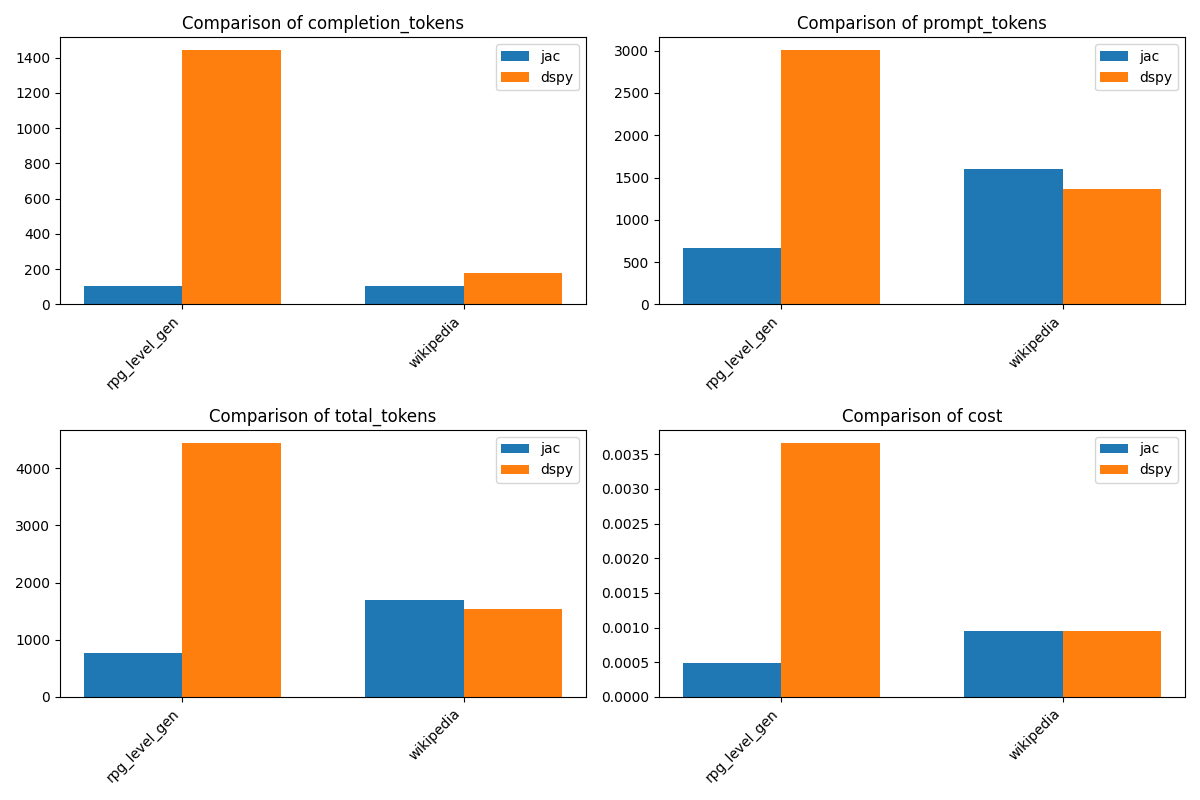 Comparison of completion_tokens
1400
1200
1000
800
600
400
200
0
jac
dspy
rpg_level_gen
wikipedia
Comparison of prompt_tokens
3000
2500
2000
1500
1000
500
0
jac
dspy
rpg_level_gen
wikipedia
Comparison of total_tokens
4000
3000
2000
1000
0
jac
dspy
rpg_level_gen
wikipedia
Comparison of cost
0.0035
0.0030
0.0025
0.0020
0.0015
0.0010
0.0005
0.0000
jac
dspy
rpg_level_gen
wikipedia